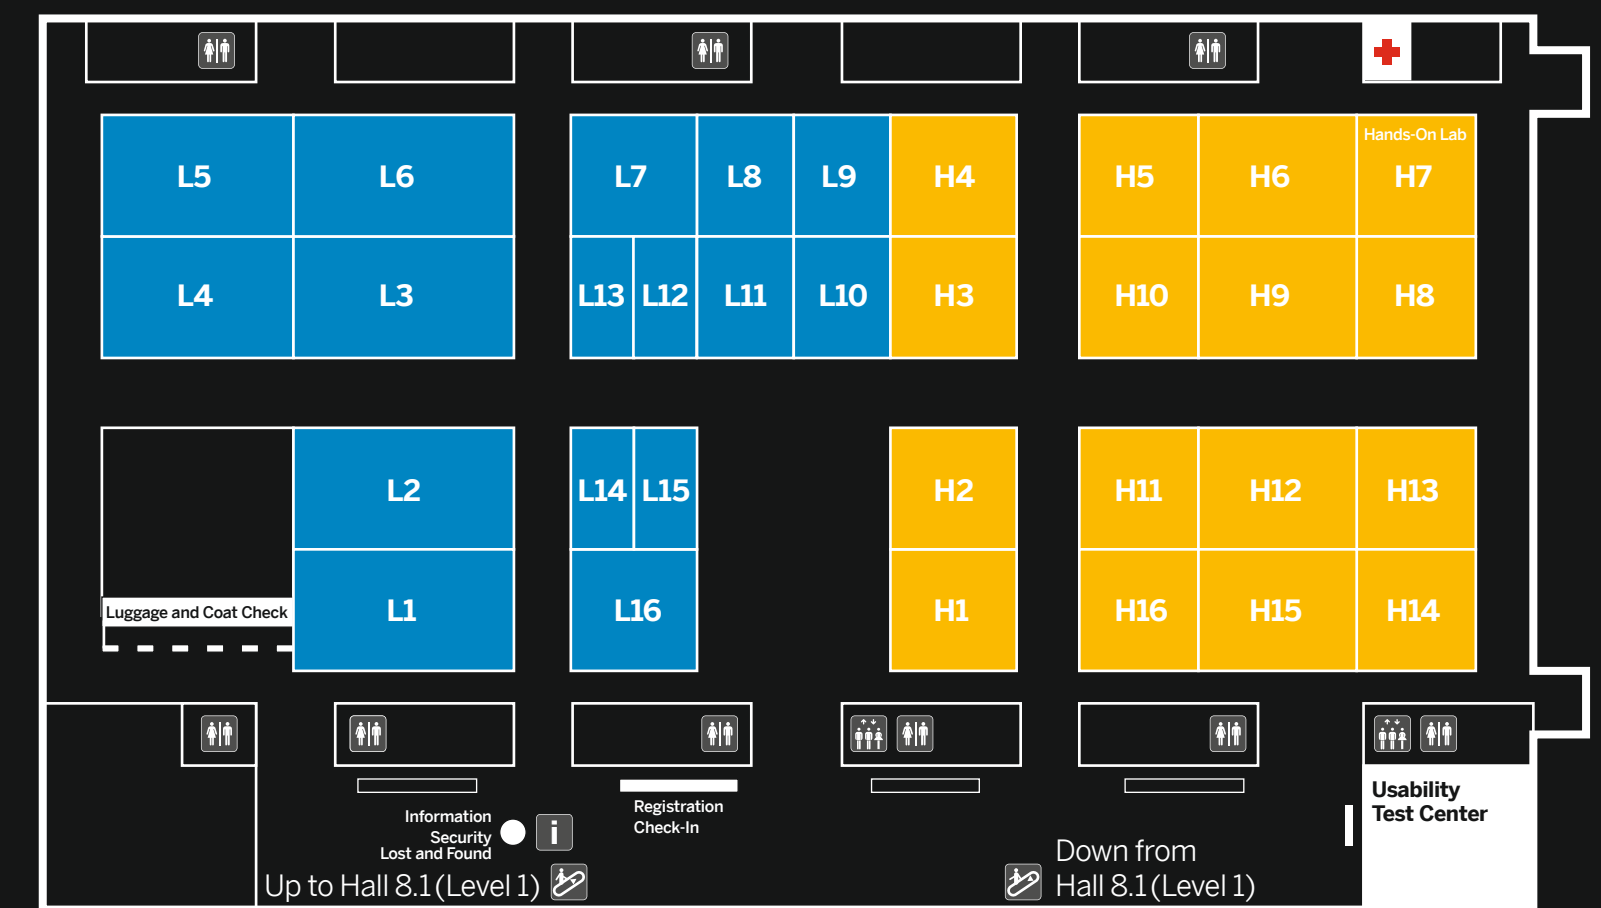 Hands-On Lab
L5
L6
L7
L8
L9
H4
H5
H6
H7
L4
L3
L13
L12
L11
L10
H3
H10
H9
H8
L2
L14
L15
H2
H11
H12
H13
Luggage and Coat Check
L1
L16
H1
H16
H15
H14
Information
Security
Lost and Found
i
Registration
Check-In
Usability
Test Center
Up to Hall 8.1 (Level 1)
Down from
Hall 8.1 (Level 1)